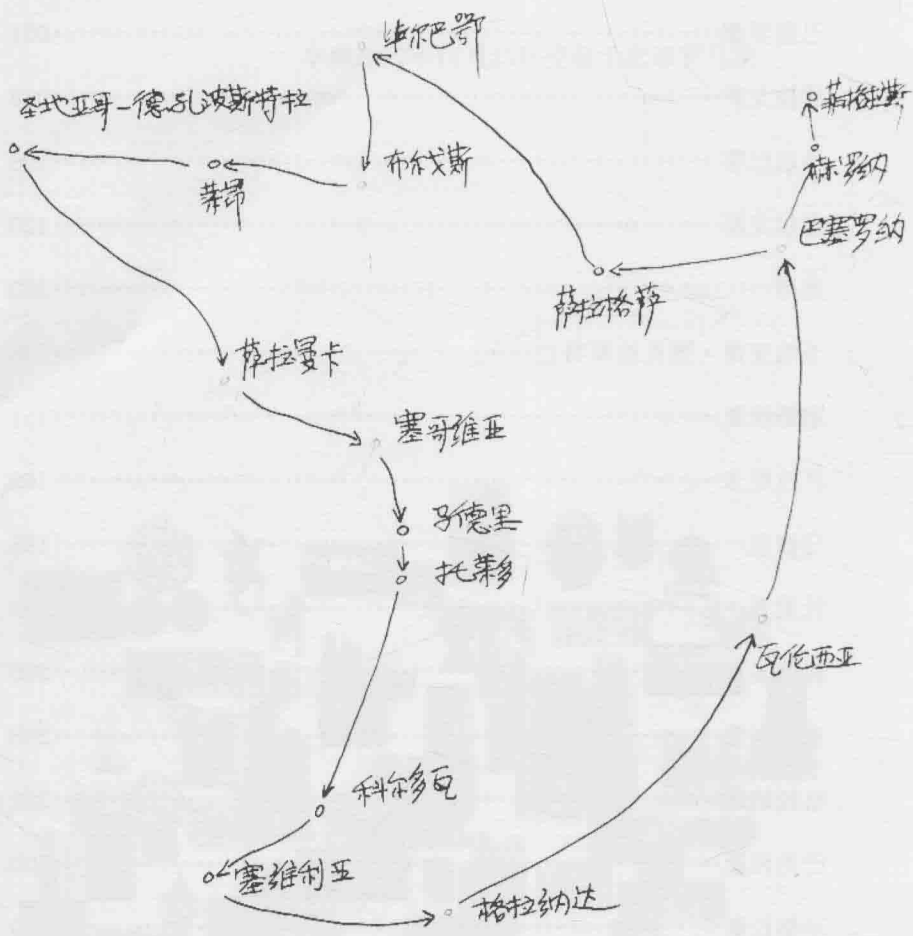 毕尔巴鄂
圣地亚哥-德孔波斯特拉
菲格拉斯
布尔戈斯
莱昂
赫罗纳
巴塞罗纳
萨拉格萨
萨拉曼卡
塞哥维亚
马德里
托莱多
瓦伦西亚
科尔多瓦
塞维利亚
格拉纳达